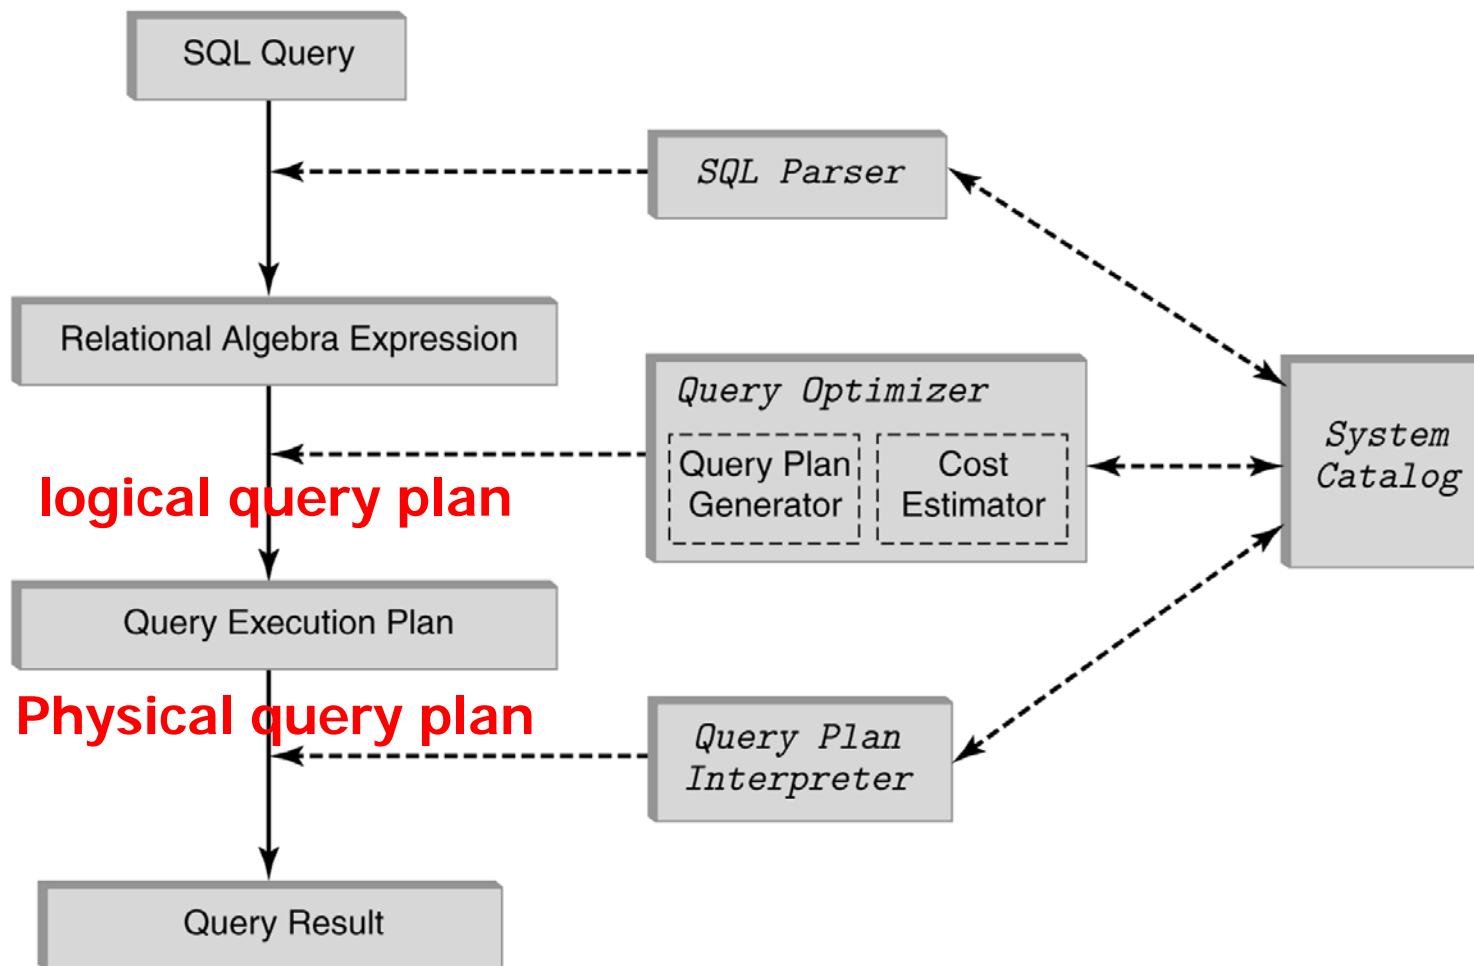 SQL Query
SQL Parser
Relational Algebra Expression
Query Optimizer
Query Plan
Generator
Cost
Estimator
System
Catalog
logical query plan
Query Execution Plan
Physical query plan
Query Plan
Interpreter
Query Result